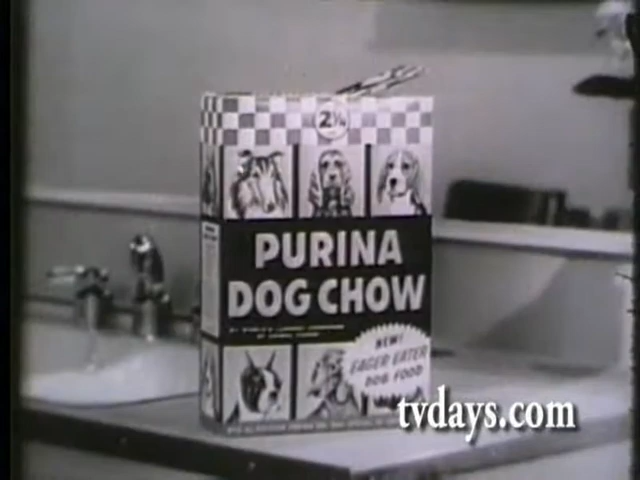 2½
PURINA
DOG CHOW
NEW!
EAGER EATER
DOG FOOD
tvdays.com